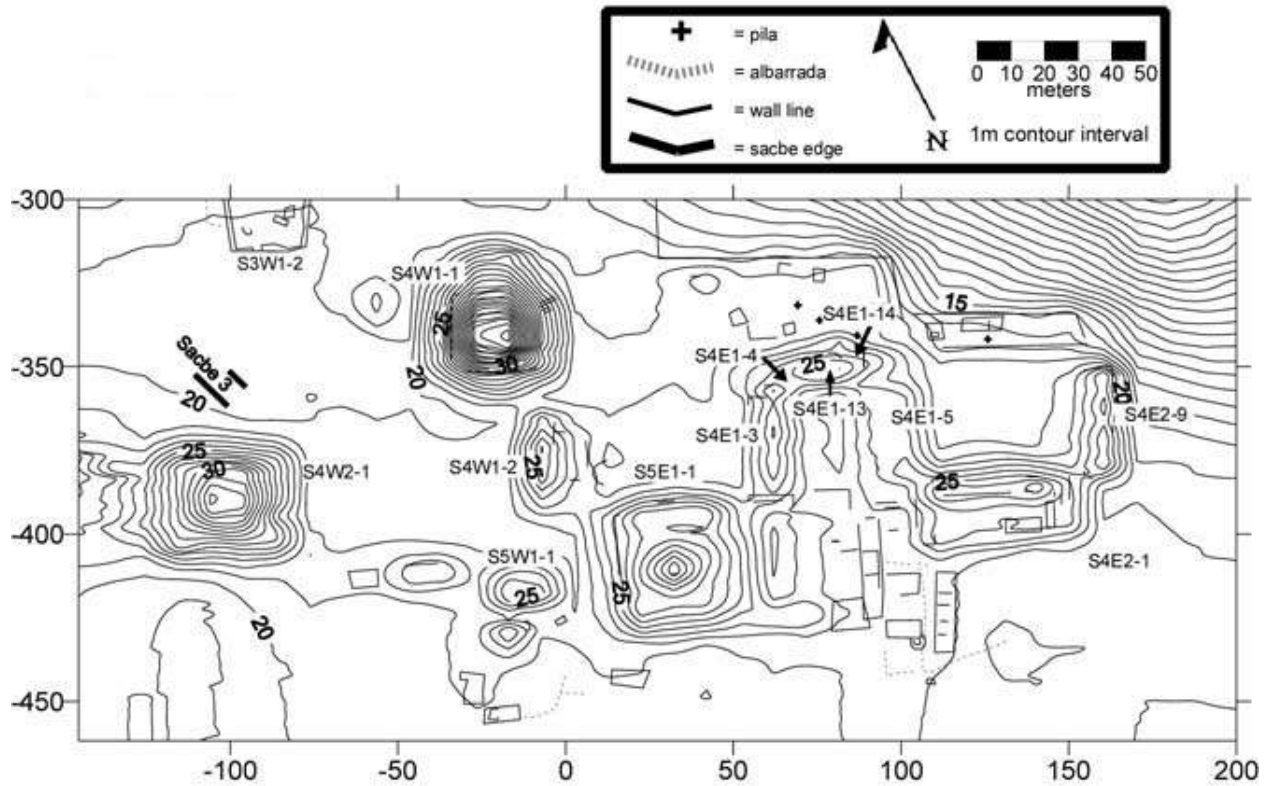 = pila
= albarrada
= wall line
= sacbe edge
N
0 10 20 30 40 50
meters
1m contour interval
-300
S3W1-2
S4W1-1
25
15
S4E1-14
-350
Sacbe 3
20
30
20
S4E1-4
25
20
S4E1-13
S4E1-5
S4E2-9
S4E1-3
25
30
S4W2-1
S4W1-2
25
S5E1-1
25
-400
S5W1-1
25
25
S4E2-1
20
-450
-100 -50 0 50 100 150 200